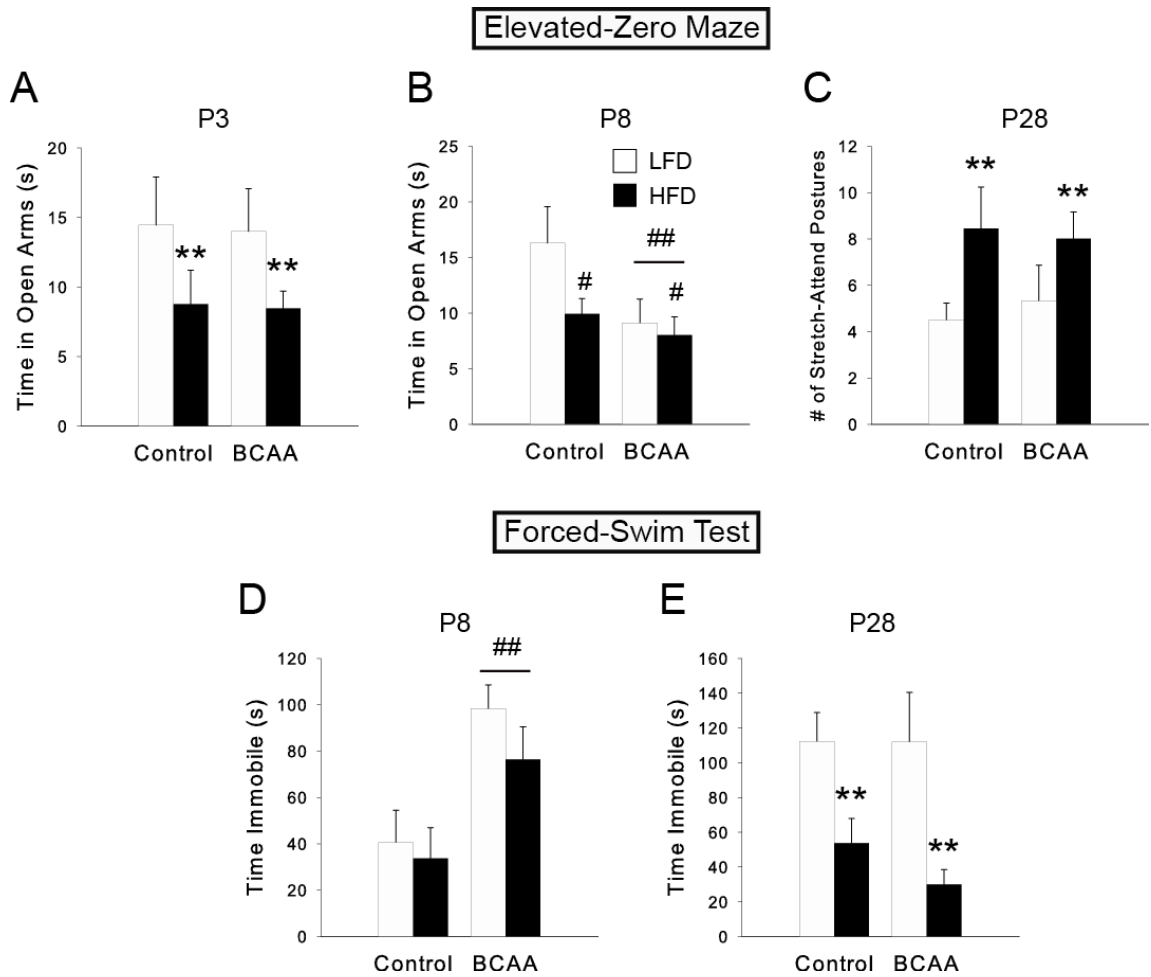 Elevated-Zero Maze
A
P3
Time in Open Arms (s)
20
15
10
5
0
**
**
Control BCAA
B
P8
Time in Open Arms (s)
25
20
15
10
5
0
LFD
HFD
##
#
#
Control BCAA
C
P28
# of Stretch-Attend Postures
12
10
8
6
4
2
0
**
**
Control BCAA
Forced-Swim Test
D
P8
Time Immobile (s)
120
100
80
60
40
20
0
##
Control BCAA
E
P28
Time Immobile (s)
160
140
120
100
80
60
40
20
0
**
**
Control BCAA